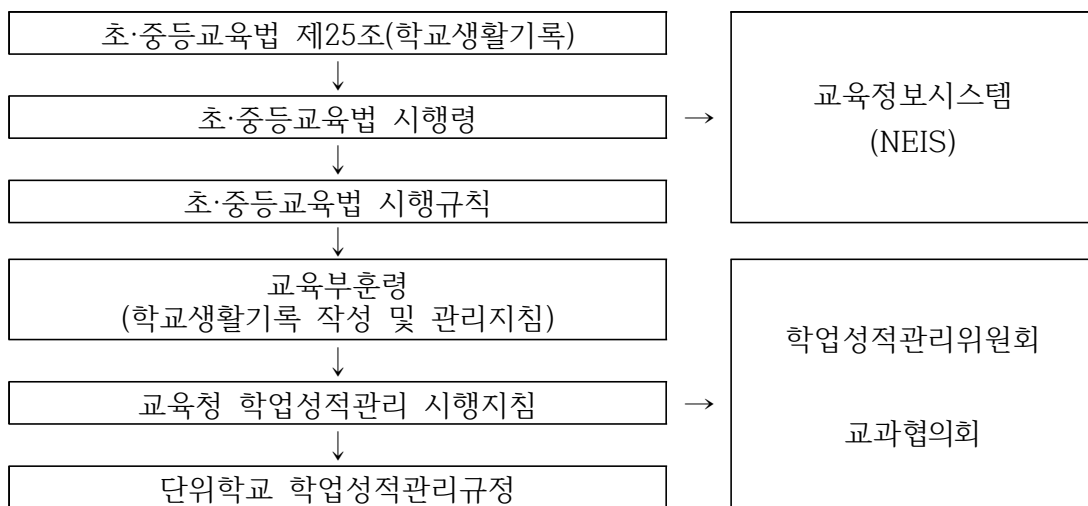 초·중등교육법 제25조(학교생활기록)
↓
초·중등교육법 시행령
→
교육정보시스템
(NEIS)
↓
초·중등교육법 시행규칙
↓
교육부훈령
(학교생활기록 작성 및 관리지침)
↓
교육청 학업성적관리 시행지침
→
학업성적관리위원회
교과협의회
↓
단위학교 학업성적관리규정